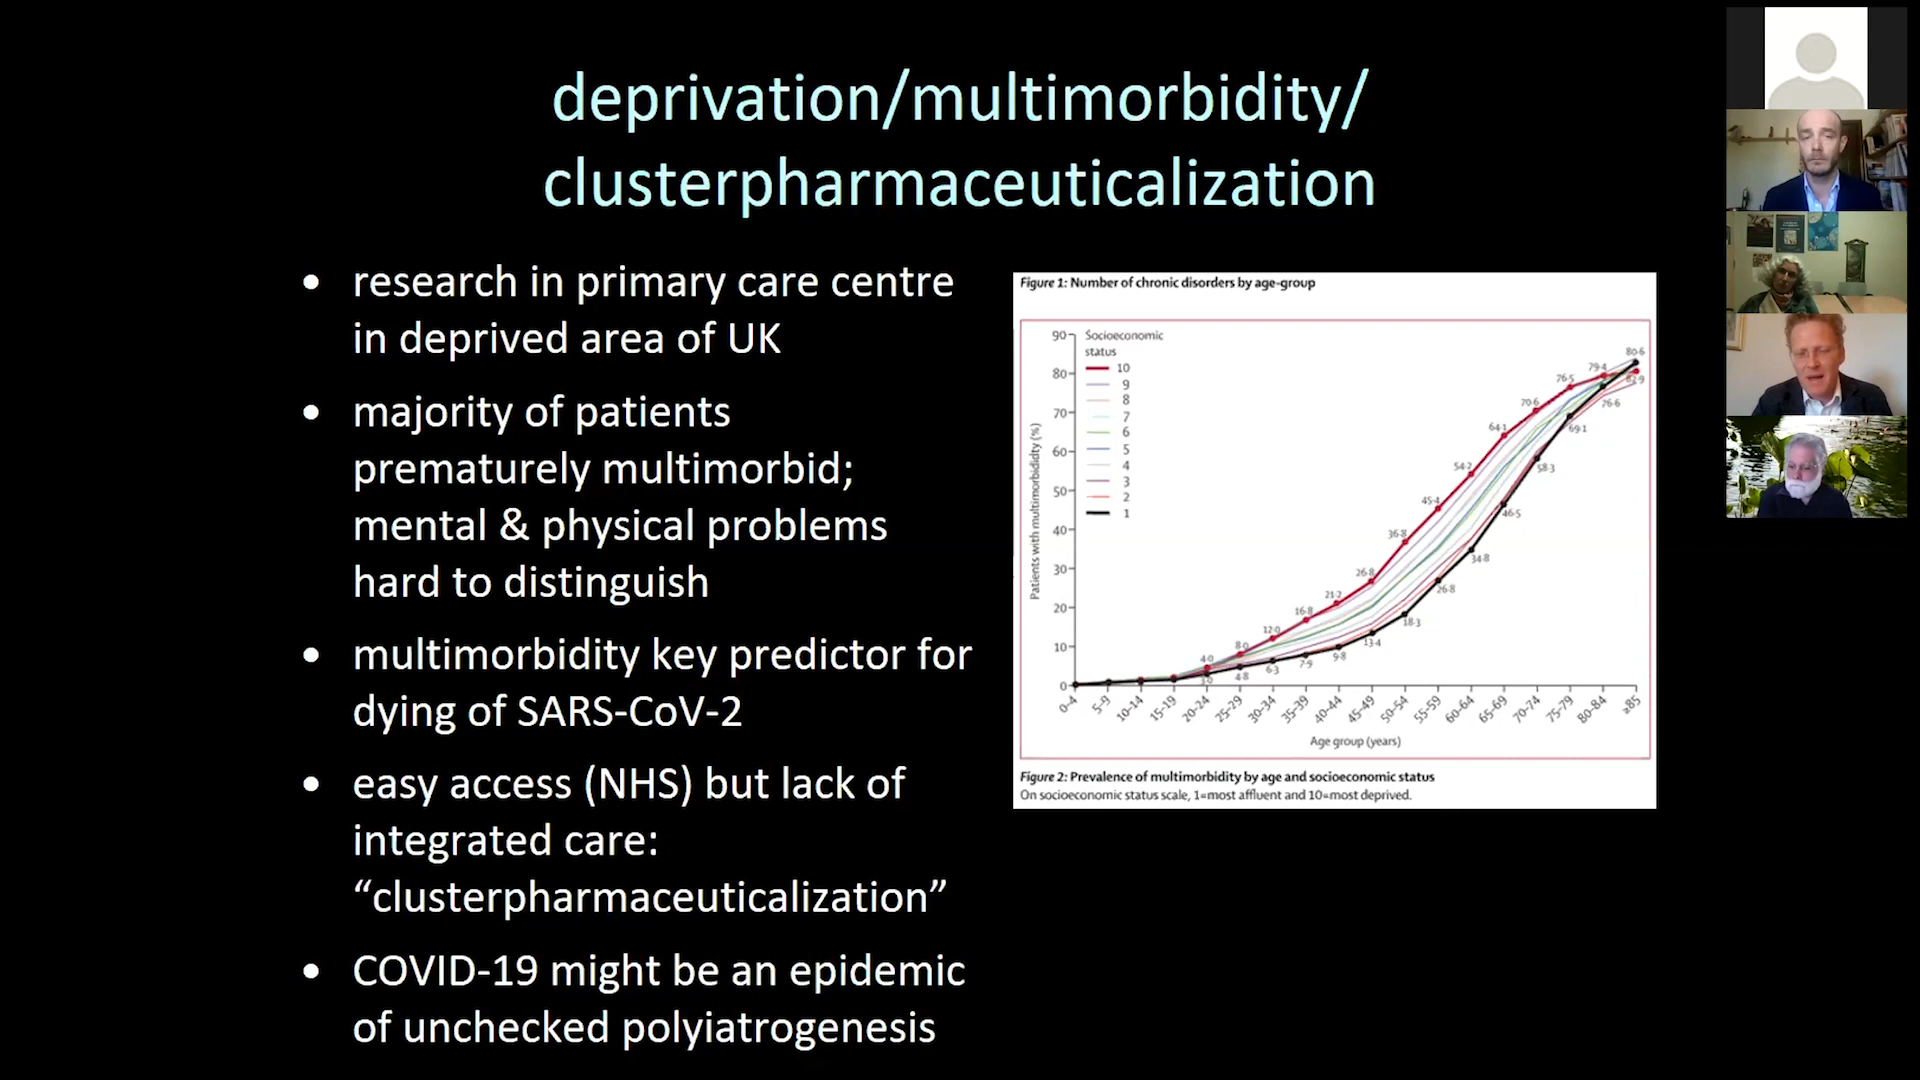 deprivation/multimorbidity/
clusterpharmaceuticalization
• research in primary care centre
in deprived area of UK
• majority of patients
prematurely multimorbid;
mental & physical problems
hard to distinguish
• multimorbidity key predictor for
dying of SARS-CoV-2
• easy access (NHS) but lack of
integrated care:
“clusterpharmaceuticalization”
• COVID-19 might be an epidemic
of unchecked polyiatrogenesis
Figure 1: Number of chronic disorders by age-group
Socioeconomic
status
10
9
8
7
6
5
4
3
2
1
Patients with multimorbidity (%)
90
80
70
60
50
40
30
20
10
0
4·0
8·0
12·0
16·8
21·2
26·8
36·8
45·4
54·2
64·1
70·6
76·5
79·4
80·6
4·8
6·3
7·9
9·8
13·4
18·3
26·8
34·8
46·5
58·3
69·1
76·6
82·9
0–4
5–9
10–14
15–19
20–24
25–29
30–34
35–39
40–44
45–49
50–54
55–59
60–64
65–69
70–74
75–79
80–84
≥85
Age group (years)
Figure 2: Prevalence of multimorbidity by age and socioeconomic status
On socioeconomic status scale, 1=most affluent and 10=most deprived.